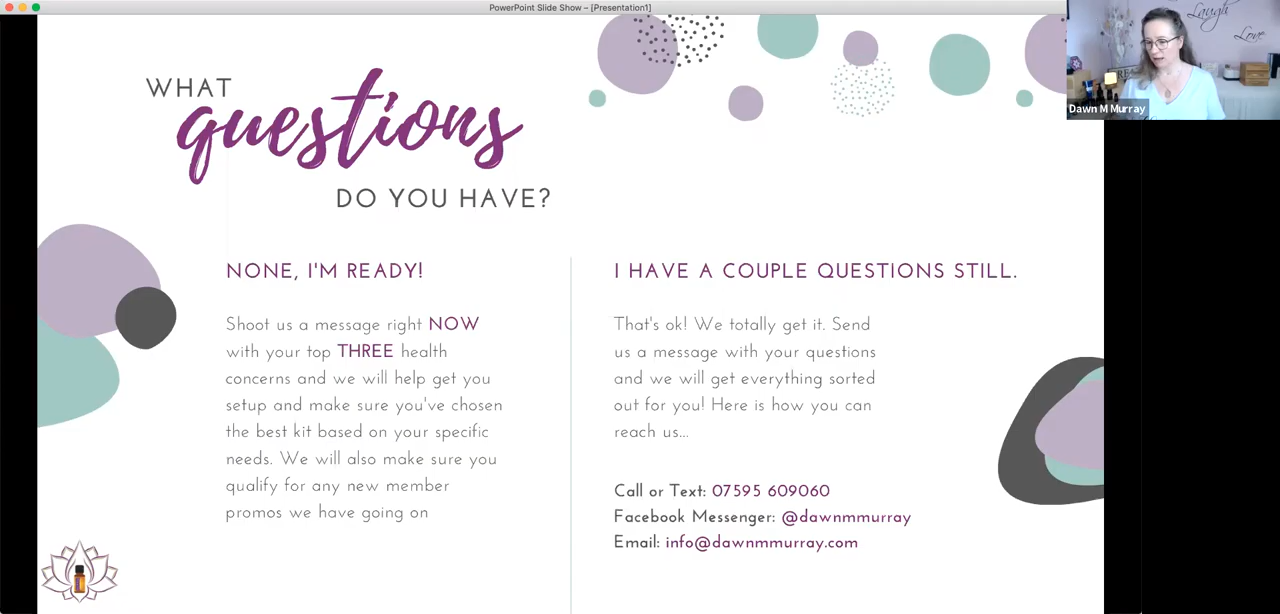 PowerPoint Slide Show – [Presentation1]
Laugh
Love
Dawn M Murray
WHAT
questions
DO YOU HAVE?
NONE, I'M READY!
Shoot us a message right NOW
with your top THREE health
concerns and we will help get you
setup and make sure you've chosen
the best kit based on your specific
needs. We will also make sure you
qualify for any new member
promos we have going on
I HAVE A COUPLE QUESTIONS STILL.
That's ok! We totally get it. Send
us a message with your questions
and we will get everything sorted
out for you! Here is how you can
reach us...
Call or Text: 07595 609060
Facebook Messenger: @dawnmmurray
Email: info@dawnmmurray.com